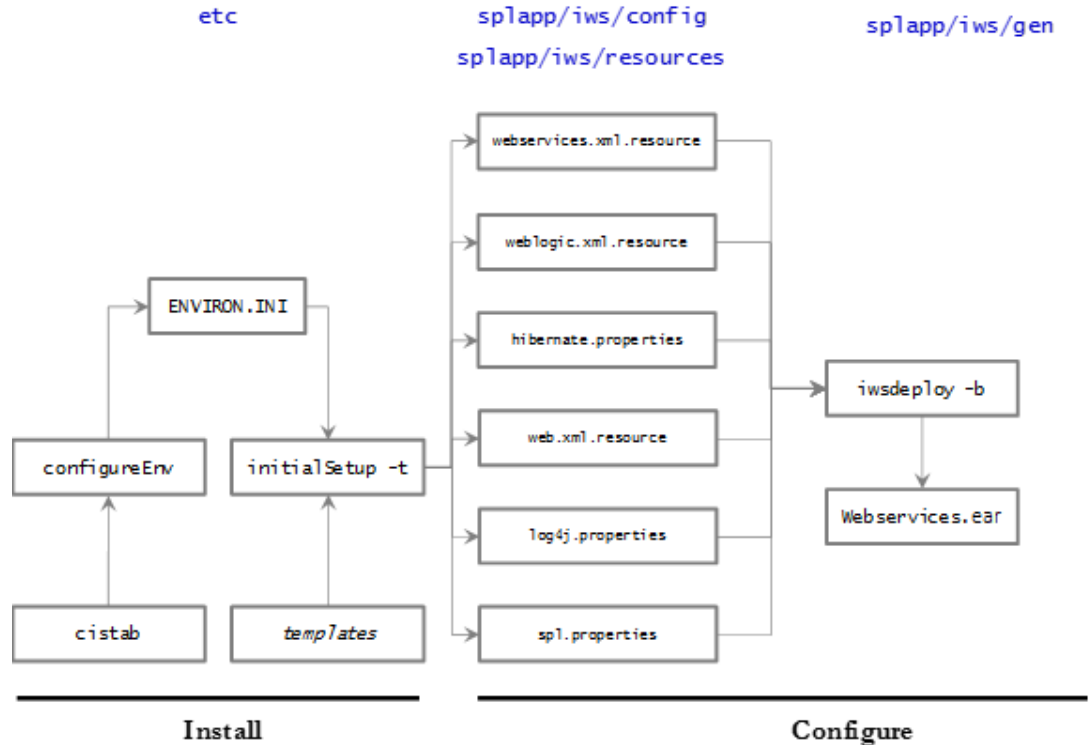 etc
splapp/iws/config
splapp/iws/resources
splapp/iws/gen
webservices.xml.resource
weblogic.xml.resource
ENVIRON.INI
hibernate.properties
iwsdeploy -b
configureEnv
initialSetup -t
web.xml.resource
Webservices.ear
log4j.properties
cistab
templates
spl.properties
Install
Configure